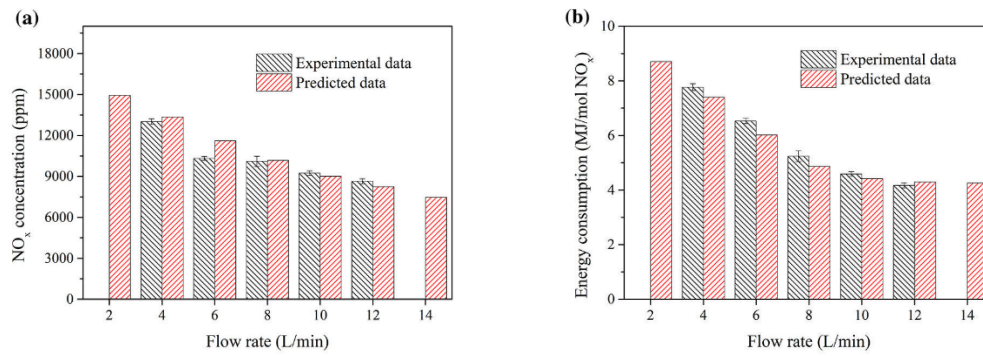 (a)
NOₓ concentration (ppm)
18000
15000
12000
9000
6000
3000
0
Experimental data
Predicted data
2 4 6 8 10 12 14
Flow rate (L/min)
(b)
Energy consumption (MJ/mol NOₓ)
10
8
6
4
2
0
Experimental data
Predicted data
2 4 6 8 10 12 14
Flow rate (L/min)